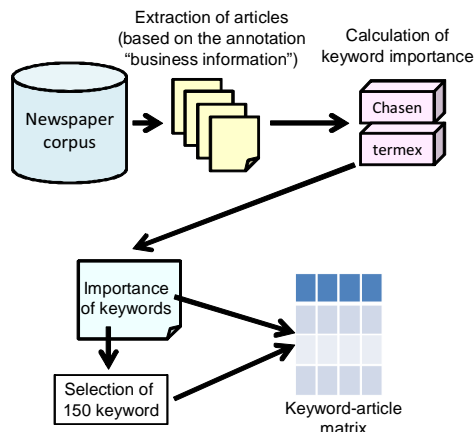 Extraction of articles
(based on the annotation
“business information”)
Calculation of
keyword importance
Newspaper
corpus
Chasen
termex
Importance
of keywords
Selection of
150 keyword
Keyword-article
matrix